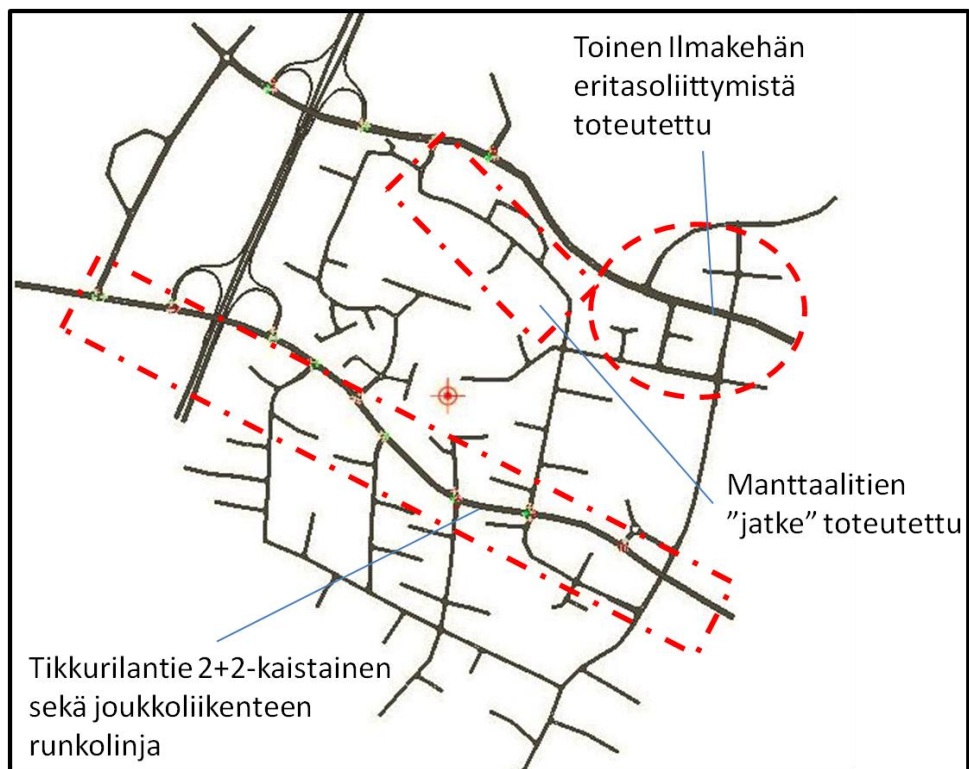 Toinen Ilmakehän
eritasoliittymistä
toteutettu
Manttaalitien
”jatke” toteutettu
Tikkurilantie 2+2-kaistainen
sekä joukkoliikenteen
runkolinja